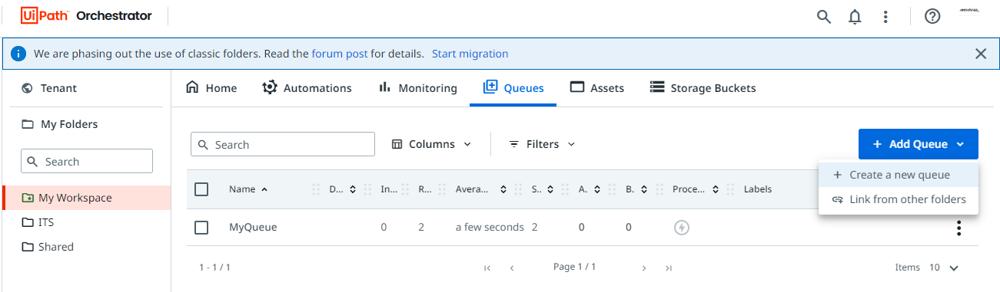 UiPath Orchestrator
We are phasing out the use of classic folders. Read the forum post for details. Start migration
Tenant
My Folders
Search
My Workspace
ITS
Shared
Home Automations Monitoring Queues Assets Storage Buckets
Search Columns Filters + Add Queue
+ Create a new queue
Link from other folders
Name D... In... R... Avera... S.. A. B. Proce... Labels
MyQueue 0 2 a few seconds 2 0 0
1 - 1 / 1 Page 1 / 1 Items 10